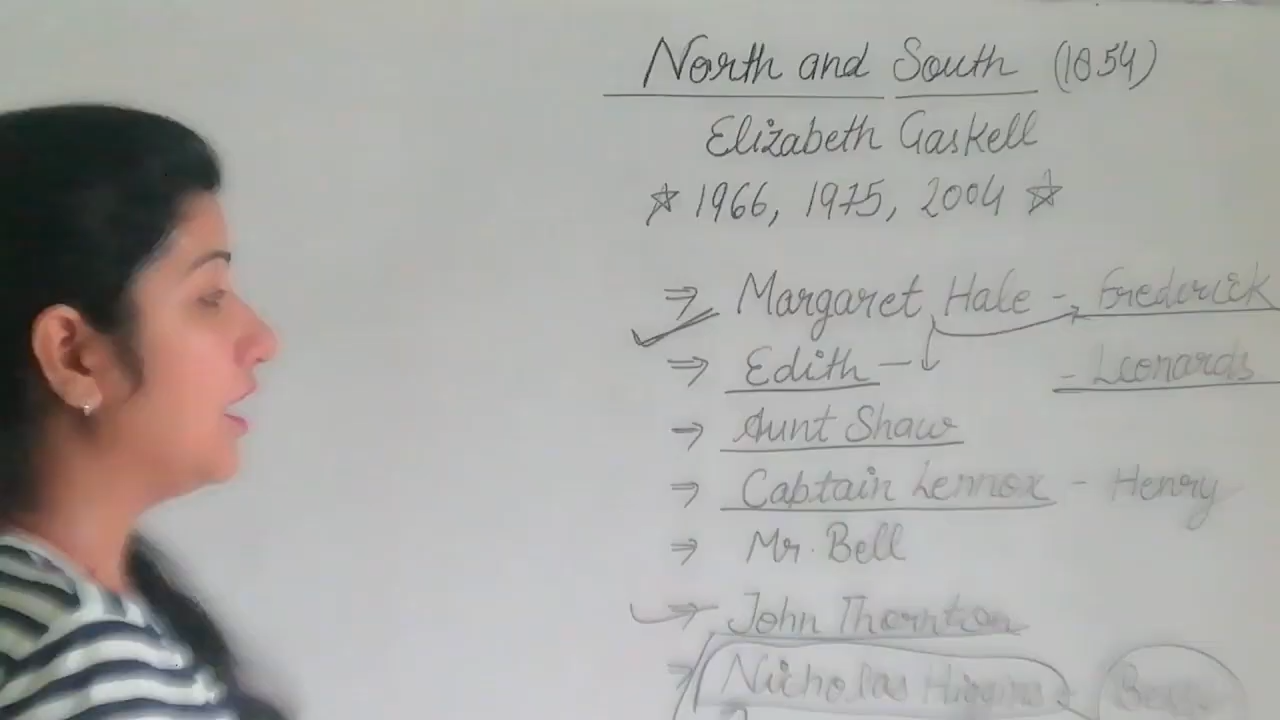 North and South (1854)
Elizabeth Gaskell
☆ 1966, 1975, 2004 ☆
⇒ Margaret Hale - Frederick
⇒ Edith - - Leonards
⇒ Aunt Shaw
⇒ Captain Lennox - Henry
⇒ Mr. Bell
⇒ John Thornton
⇒ Nicholas Higgins